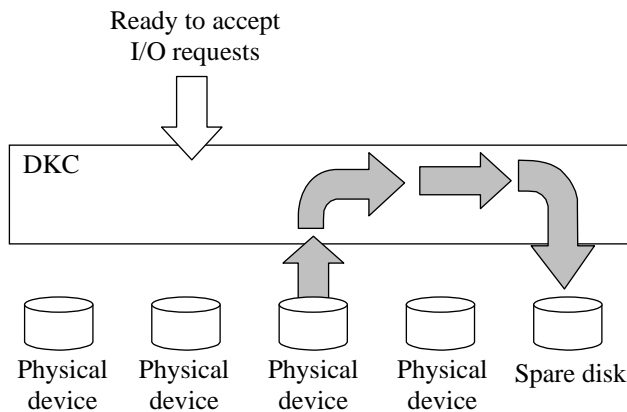 Ready to accept
I/O requests
DKC
Physical
device
Physical
device
Physical
device
Physical
device
Spare disk